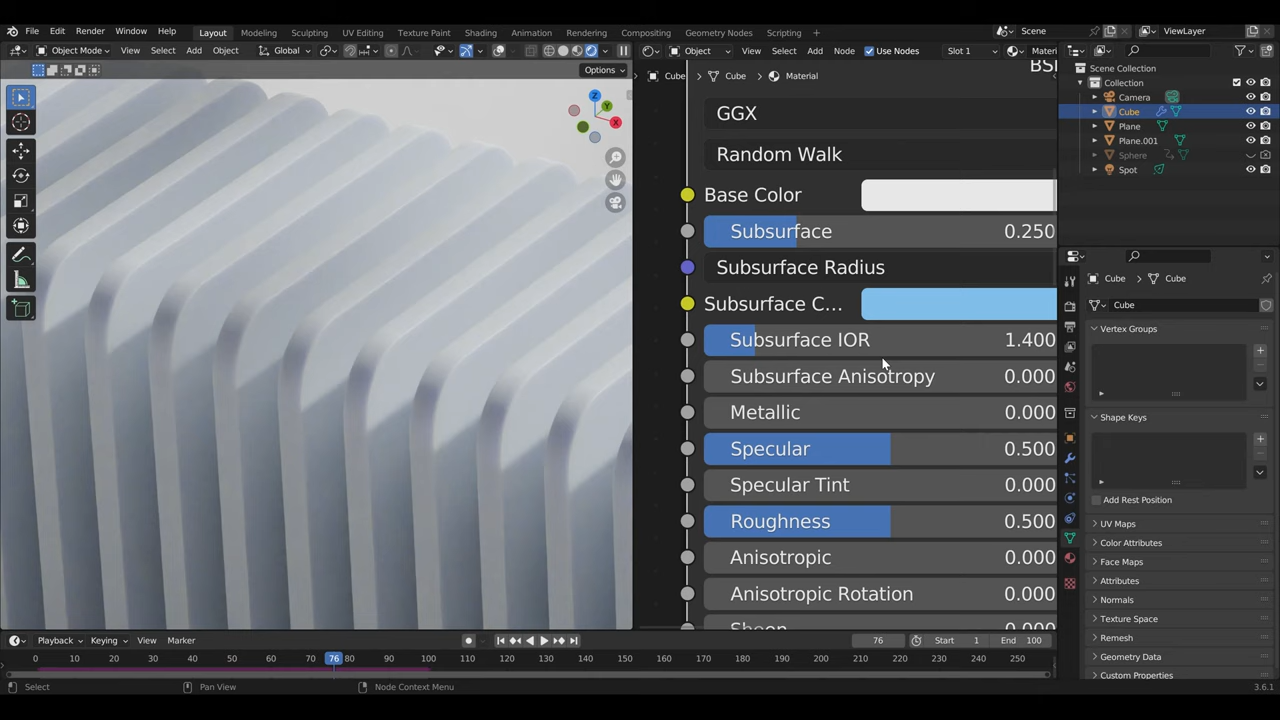 File Edit Render Window Help Layout Modeling Sculpting UV Editing Texture Paint Shading Animation Rendering Compositing Geometry Nodes Scripting + Scene ViewLayer
Object Mode View Select Add Object Global Object View Select Add Node Use Nodes Slot 1 Materi
Options
Z
Y
X
Cube Cube Material
BSI
GGX
Random Walk
Base Color
Subsurface 0.250
Subsurface Radius
Subsurface C...
Subsurface IOR 1.400
Subsurface Anisotropy 0.000
Metallic 0.000
Specular 0.500
Specular Tint 0.000
Roughness 0.500
Anisotropic 0.000
Anisotropic Rotation 0.000
Sheen 0.000
Scene Collection
Collection
Camera
Cube
Plane
Plane.001
Sphere
Spot
Cube Cube
Cube
Vertex Groups
Shape Keys
Add Rest Position
UV Maps
Color Attributes
Face Maps
Attributes
Normals
Texture Space
Remesh
Geometry Data
Custom Properties
Playback Keying View Marker 76 Start 1 End 100
0 10 20 30 40 50 60 70 76 80 90 100 110 120 130 140 150 160 170 180 190 200 210 220 230 240 250
Select Pan View Node Context Menu 3.6.1